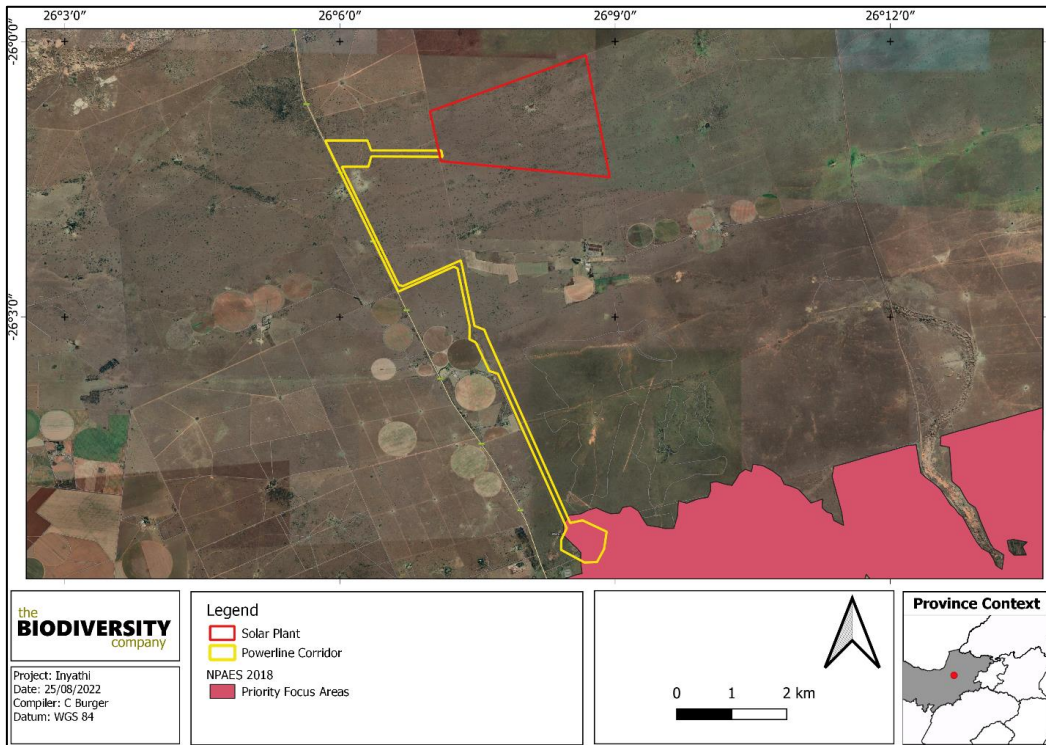 26°3′0″ 26°6′0″ 26°9′0″ 26°12′0″
-26°0′0″
-26°3′0″
the
BIODIVERSITY
company
Project: Inyathi
Date: 25/08/2022
Compiler: C Burger
Datum: WGS 84
Legend
Solar Plant
Powerline Corridor
NPAES 2018
Priority Focus Areas
0 1 2 km
Province Context